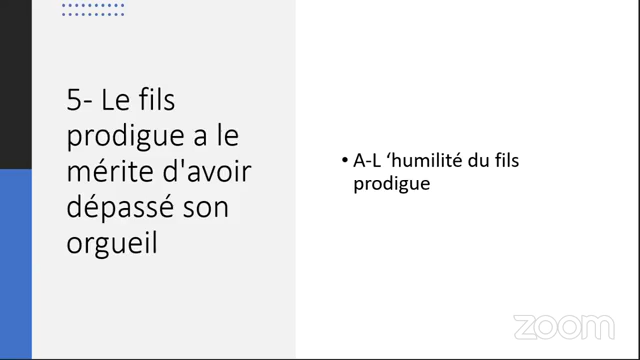 5- Le fils
prodigue a le
mérite d'avoir
dépassé son
orgueil
• A-L ‘humilité du fils
prodigue
zoom